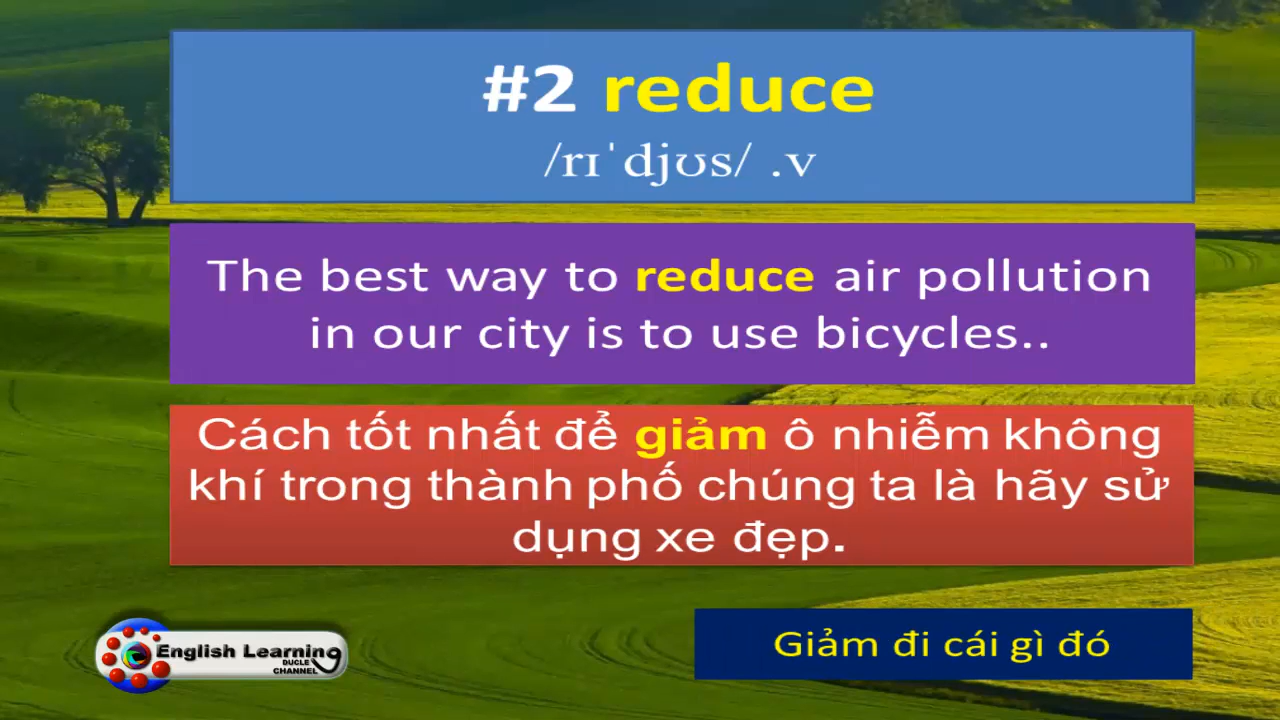 #2 reduce
/rɪˈdjʊs/ .v
The best way to reduce air pollution
in our city is to use bicycles..
Cách tốt nhất để giảm ô nhiễm không
khí trong thành phố chúng ta là hãy sử
dụng xe đẹp.
Giảm đi cái gì đó
English Learning
DUCLE
CHANNEL